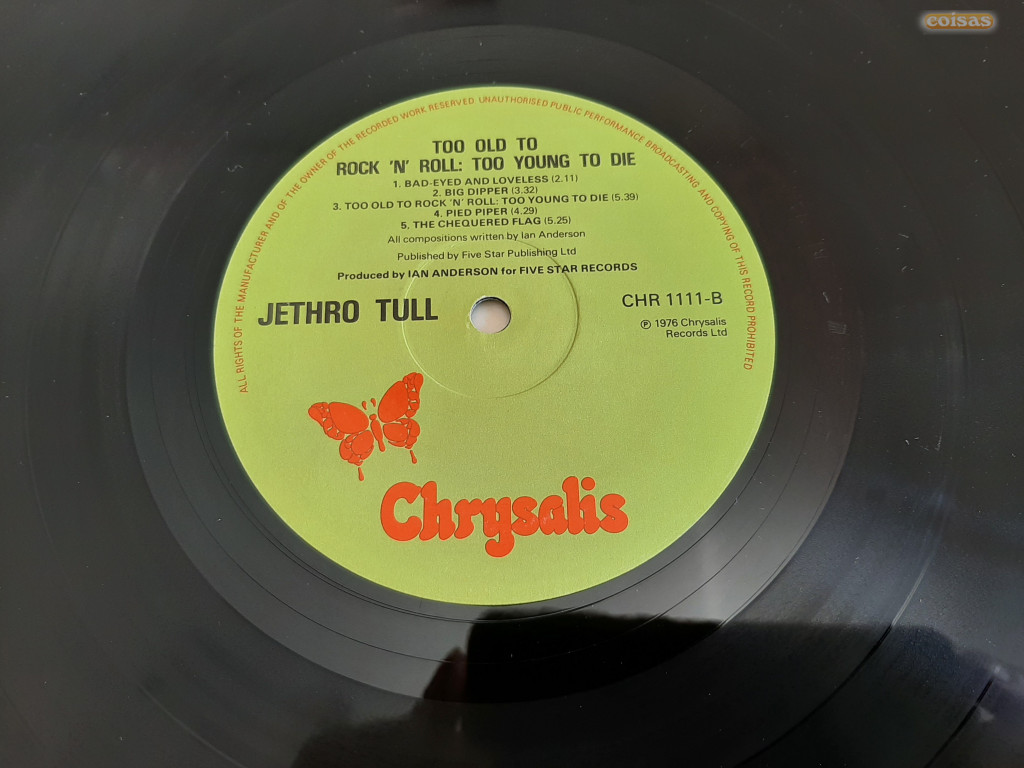 coisas
ALL RIGHTS OF THE MANUFACTURER AND OF THE OWNER OF THE RECORDED WORK RESERVED UNAUTHORISED PUBLIC PERFORMANCE BROADCASTING AND COPYING OF THIS RECORD PROHIBITED
TOO OLD TO
ROCK 'N' ROLL: TOO YOUNG TO DIE
1. BAD-EYED AND LOVELESS (2.11)
2. BIG DIPPER (3.32)
3. TOO OLD TO ROCK 'N' ROLL: TOO YOUNG TO DIE (5.39)
4. PIED PIPER (4.29)
5. THE CHEQUERED FLAG (5.25)
All compositions written by Ian Anderson
Published by Five Star Publishing Ltd
Produced by IAN ANDERSON for FIVE STAR RECORDS
JETHRO TULL
CHR 1111-B
℗ 1976 Chrysalis
Records Ltd
Chrysalis